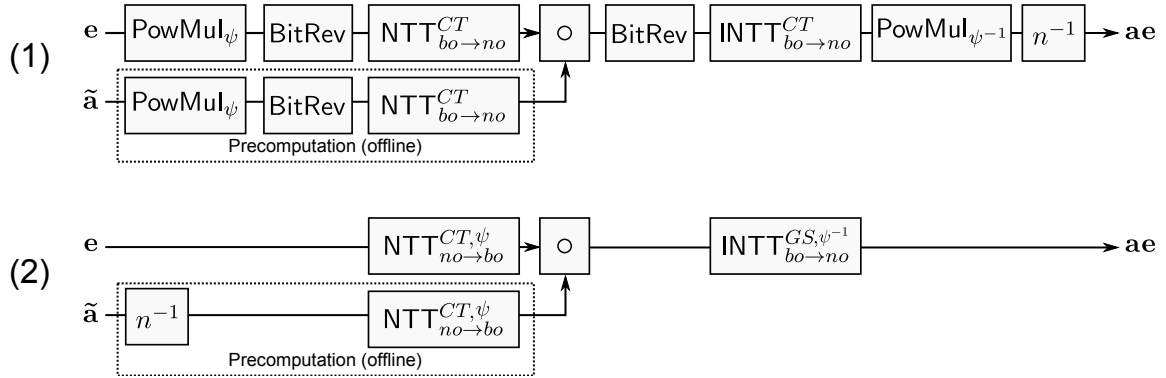 (1)
e PowMul_ψ BitRev NTT^{CT}_{bo→no} ∘ BitRev INTT^{CT}_{bo→no} PowMul_{ψ^{-1}} n^{-1} ae
ã PowMul_ψ BitRev NTT^{CT}_{bo→no}
Precomputation (offline)
(2)
e NTT^{CT,ψ}_{no→bo} ∘ INTT^{GS,ψ^{-1}}_{bo→no} ae
ã n^{-1} NTT^{CT,ψ}_{no→bo}
Precomputation (offline)